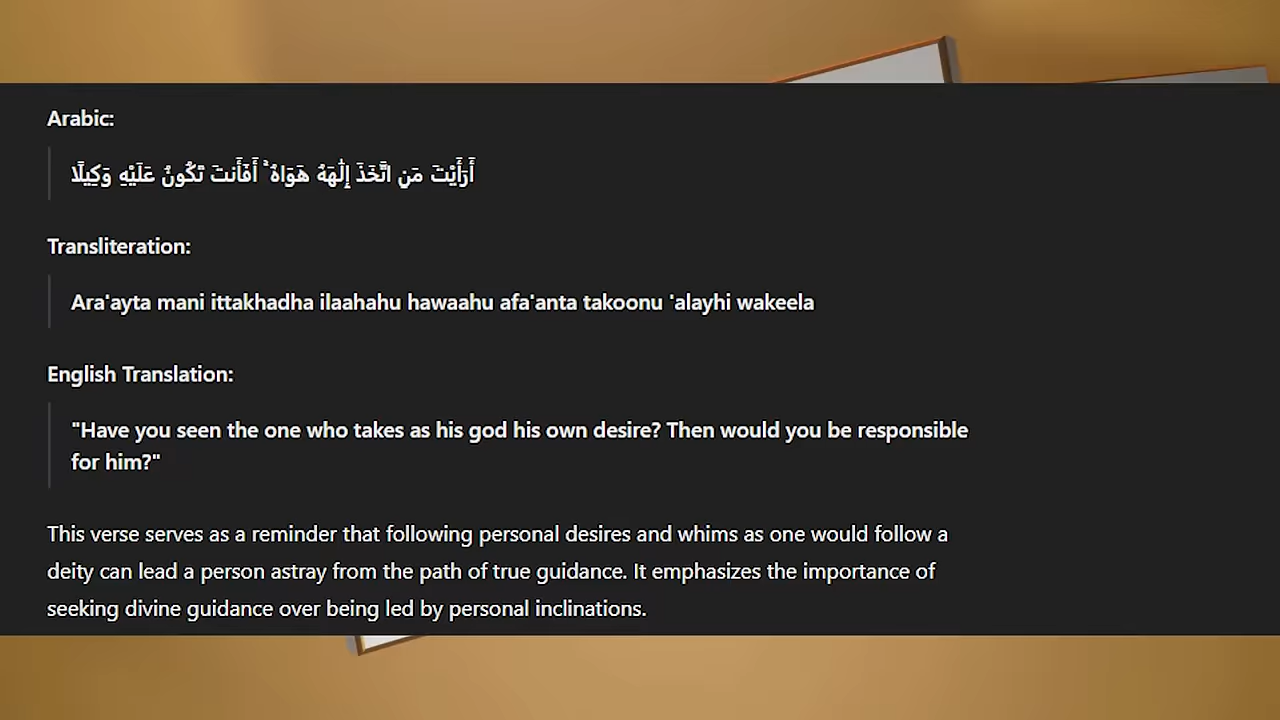 Arabic:
أَرَأَيْتَ مَنِ اتَّخَذَ إِلَٰهَهُ هَوَاهُ ۚ أَفَأَنتَ تَكُونُ عَلَيْهِ وَكِيلًا
Transliteration:
Ara'ayta mani ittakhadha ilaahahu hawaahu afa'anta takoonu 'alayhi wakeela
English Translation:
"Have you seen the one who takes as his god his own desire? Then would you be responsible
for him?"
This verse serves as a reminder that following personal desires and whims as one would follow a
deity can lead a person astray from the path of true guidance. It emphasizes the importance of
seeking divine guidance over being led by personal inclinations.